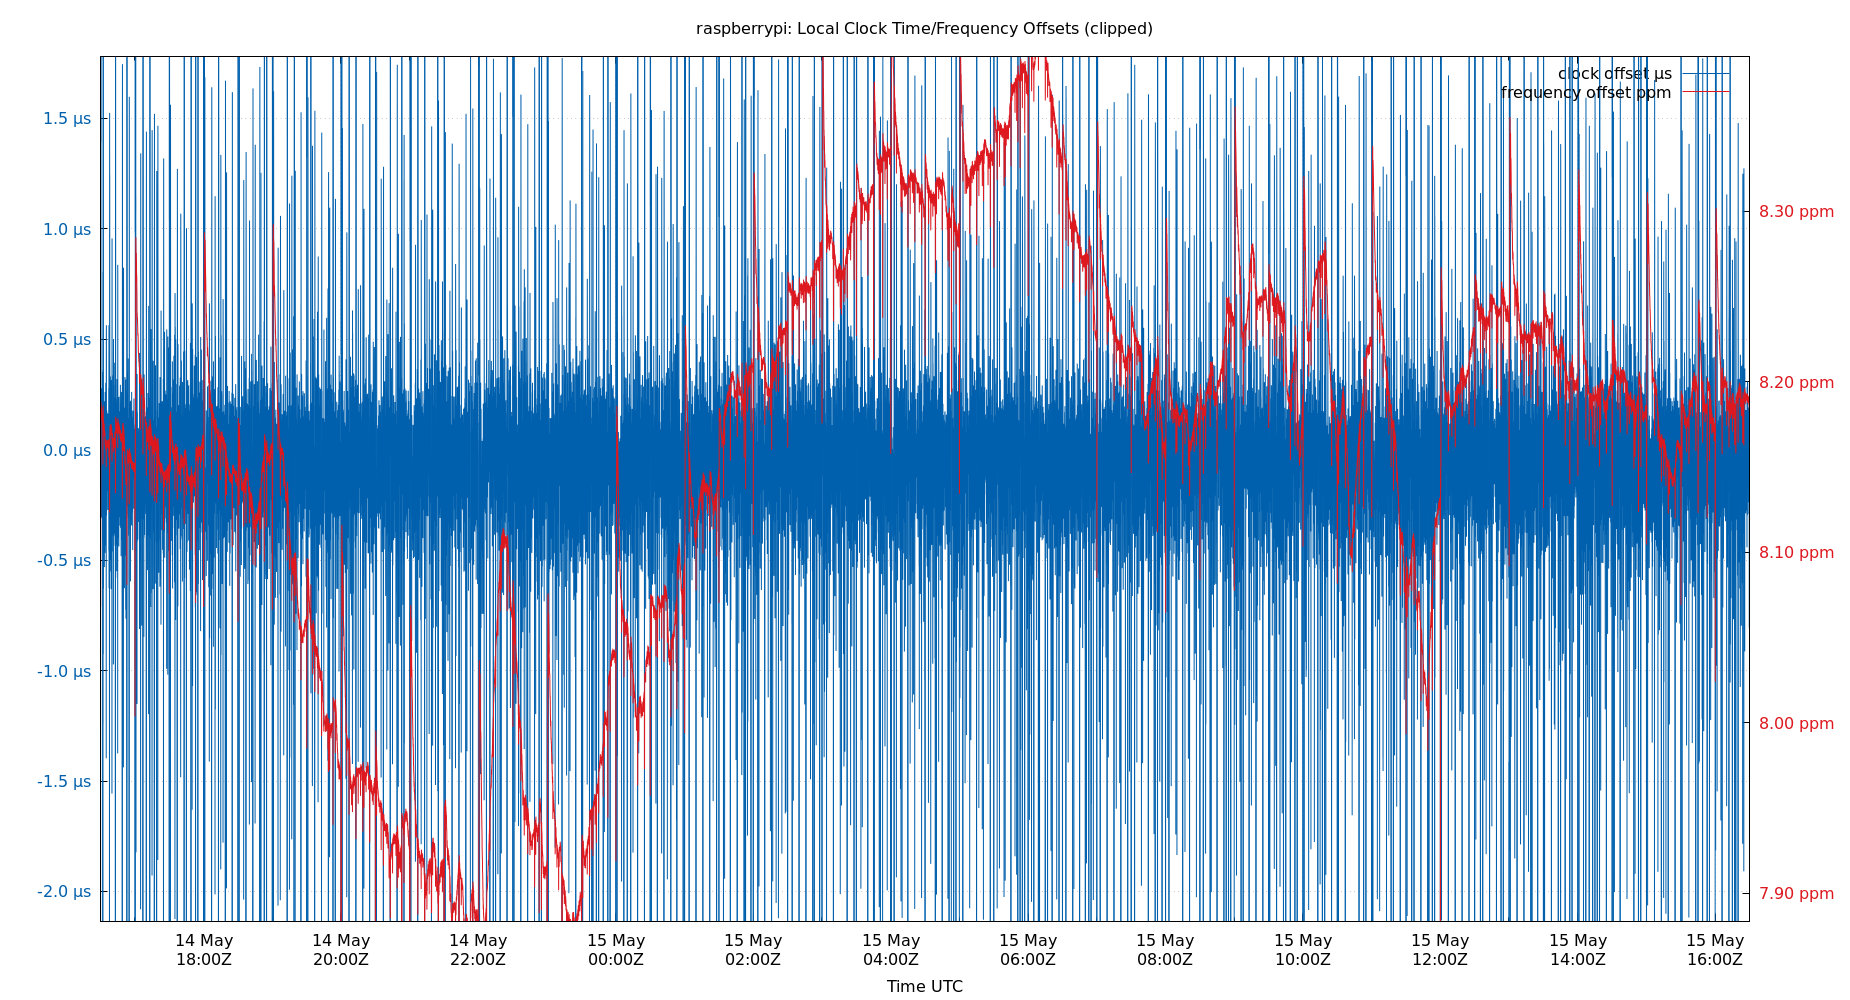 raspberrypi: Local Clock Time/Frequency Offsets (clipped)
clock offset µs
frequency offset ppm
1.5 µs
1.0 µs
0.5 µs
0.0 µs
-0.5 µs
-1.0 µs
-1.5 µs
-2.0 µs
8.30 ppm
8.20 ppm
8.10 ppm
8.00 ppm
7.90 ppm
14 May 14 May 14 May 15 May 15 May 15 May 15 May 15 May 15 May 15 May 15 May 15 May
18:00Z 20:00Z 22:00Z 00:00Z 02:00Z 04:00Z 06:00Z 08:00Z 10:00Z 12:00Z 14:00Z 16:00Z
Time UTC